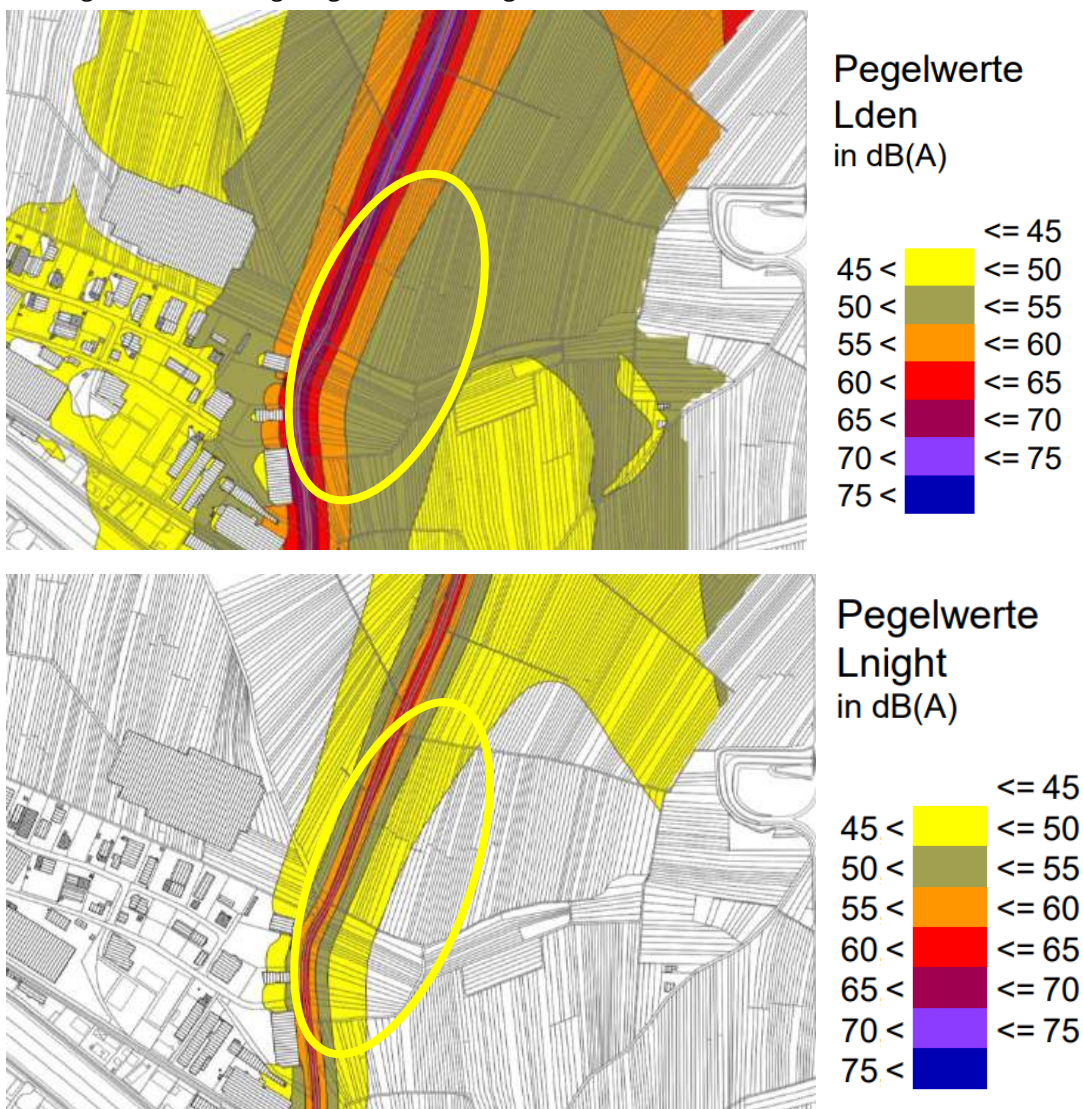 Pegelwerte
Lden
in dB(A)
<= 45
45 < <= 50
50 < <= 55
55 < <= 60
60 < <= 65
65 < <= 70
70 < <= 75
75 <
Pegelwerte
Lnight
in dB(A)
<= 45
45 < <= 50
50 < <= 55
55 < <= 60
60 < <= 65
65 < <= 70
70 < <= 75
75 <